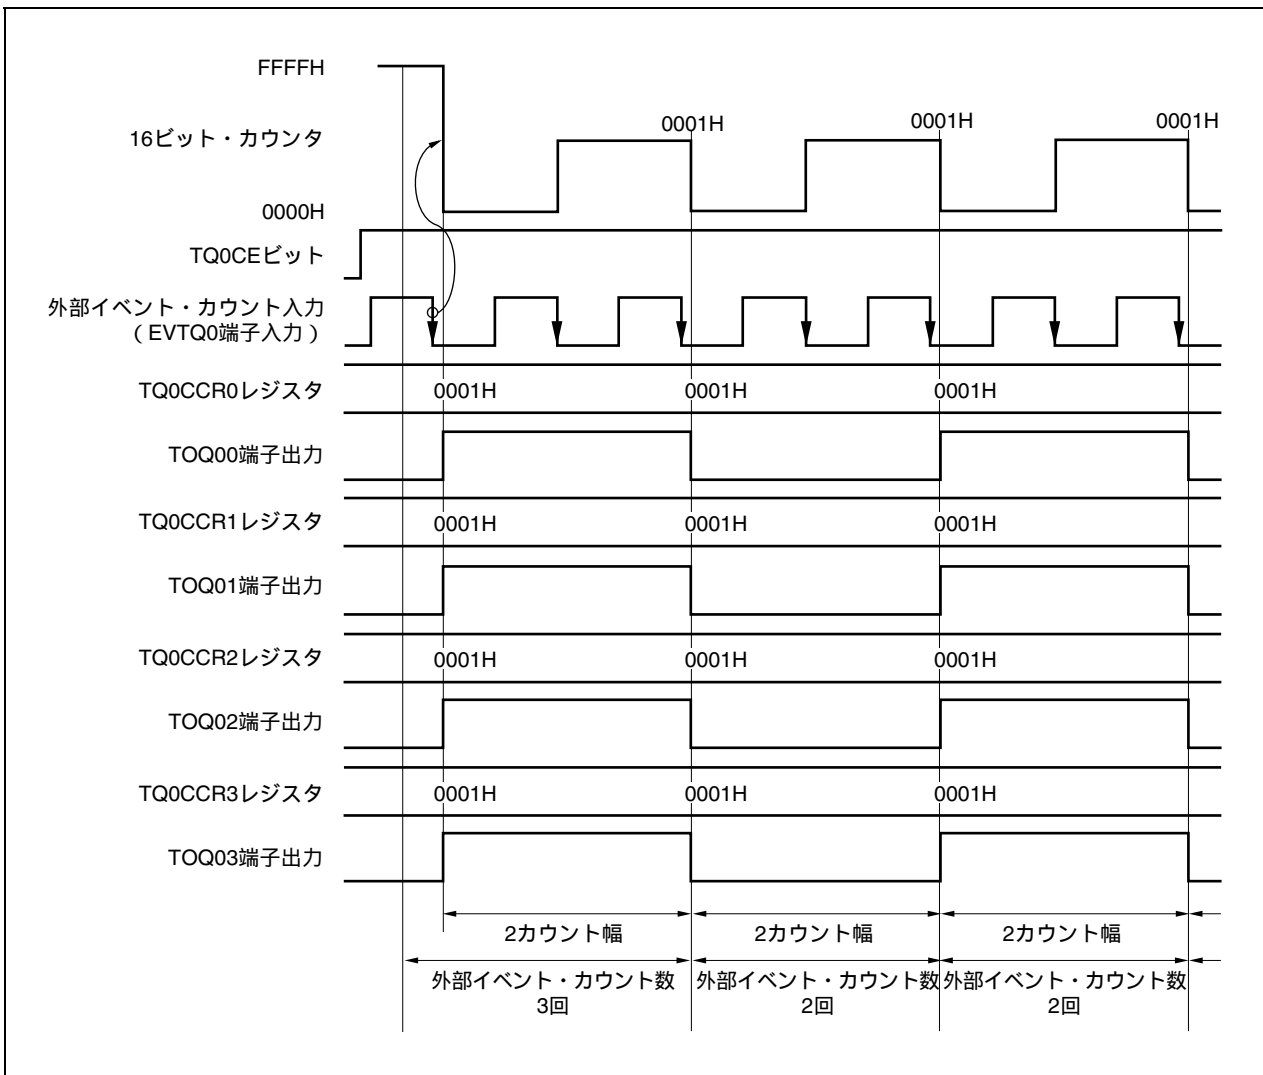 FFFFH
16ビット・カウンタ
0001H 0001H 0001H
0000H
TQ0CEビット
外部イベント・カウント入力
（EVTQ0端子入力）
TQ0CCR0レジスタ 0001H 0001H 0001H
TOQ00端子出力
TQ0CCR1レジスタ 0001H 0001H 0001H
TOQ01端子出力
TQ0CCR2レジスタ 0001H 0001H 0001H
TOQ02端子出力
TQ0CCR3レジスタ 0001H 0001H 0001H
TOQ03端子出力
2カウント幅 2カウント幅 2カウント幅
外部イベント・カウント数 外部イベント・カウント数 外部イベント・カウント数
3回 2回 2回